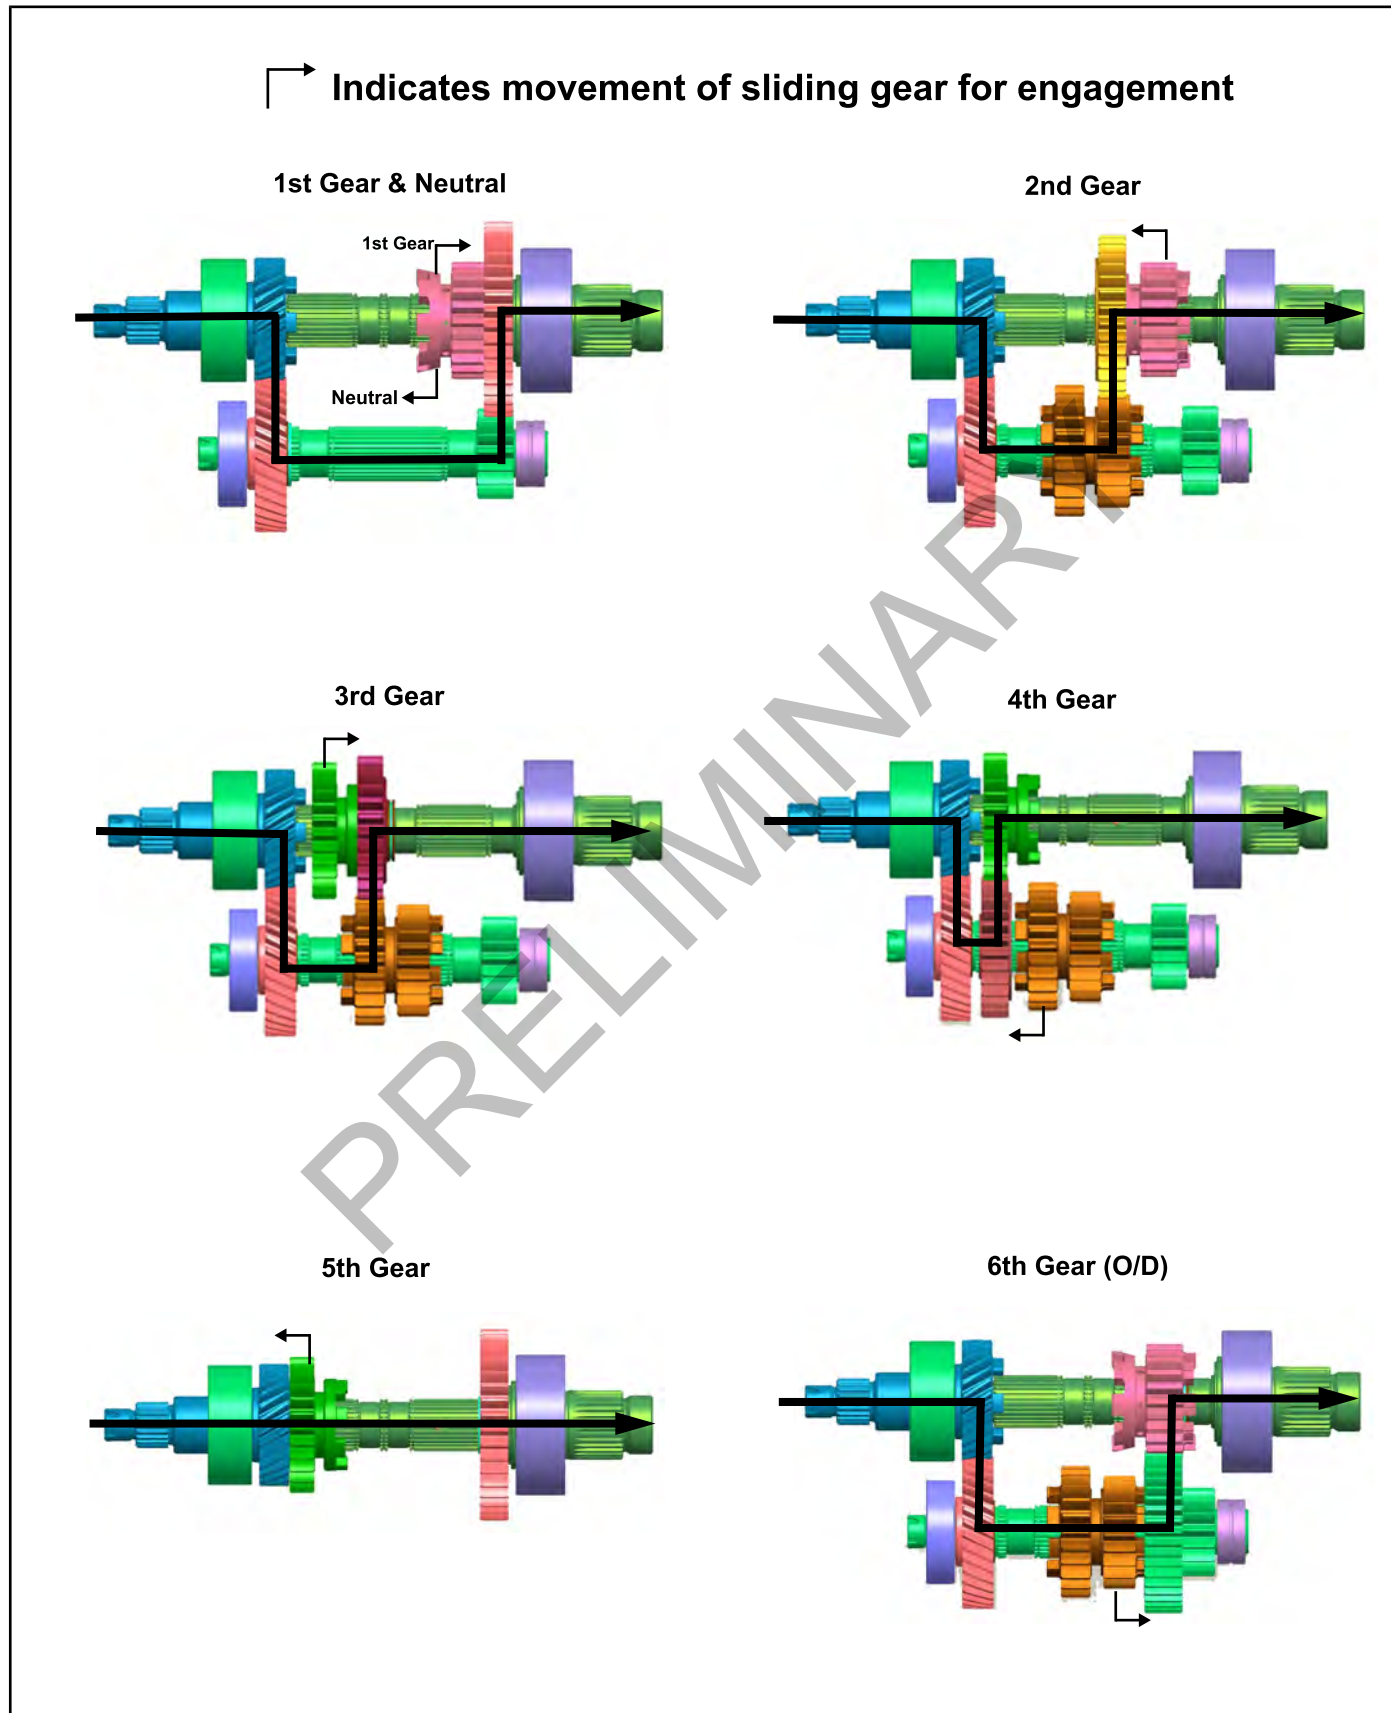 Indicates movement of sliding gear for engagement
1st Gear & Neutral
2nd Gear
1st Gear
Neutral
3rd Gear
4th Gear
PRELIMINARY
5th Gear
6th Gear (O/D)